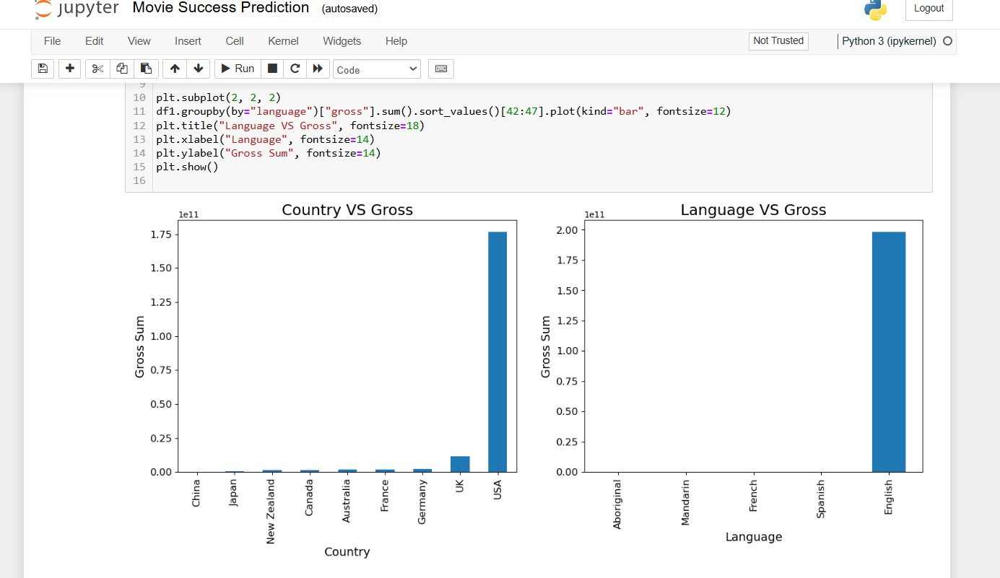 jupyter Movie Success Prediction (autosaved)
Logout
File Edit View Insert Cell Kernel Widgets Help
Not Trusted
Python 3 (ipykernel)
Run
Code
9
10 plt.subplot(2, 2, 2)
11 df1.groupby(by="language")["gross"].sum().sort_values()[42:47].plot(kind="bar", fontsize=12)
12 plt.title("Language VS Gross", fontsize=18)
13 plt.xlabel("Language", fontsize=14)
14 plt.ylabel("Gross Sum", fontsize=14)
15 plt.show()
16
Country VS Gross
1e11
1.75
1.50
1.25
1.00
0.75
0.50
0.25
0.00
Gross Sum
China
Japan
New Zealand
Canada
Australia
France
Germany
UK
USA
Country
Language VS Gross
1e11
2.00
1.75
1.50
1.25
1.00
0.75
0.50
0.25
0.00
Gross Sum
Aboriginal
Mandarin
French
Spanish
English
Language